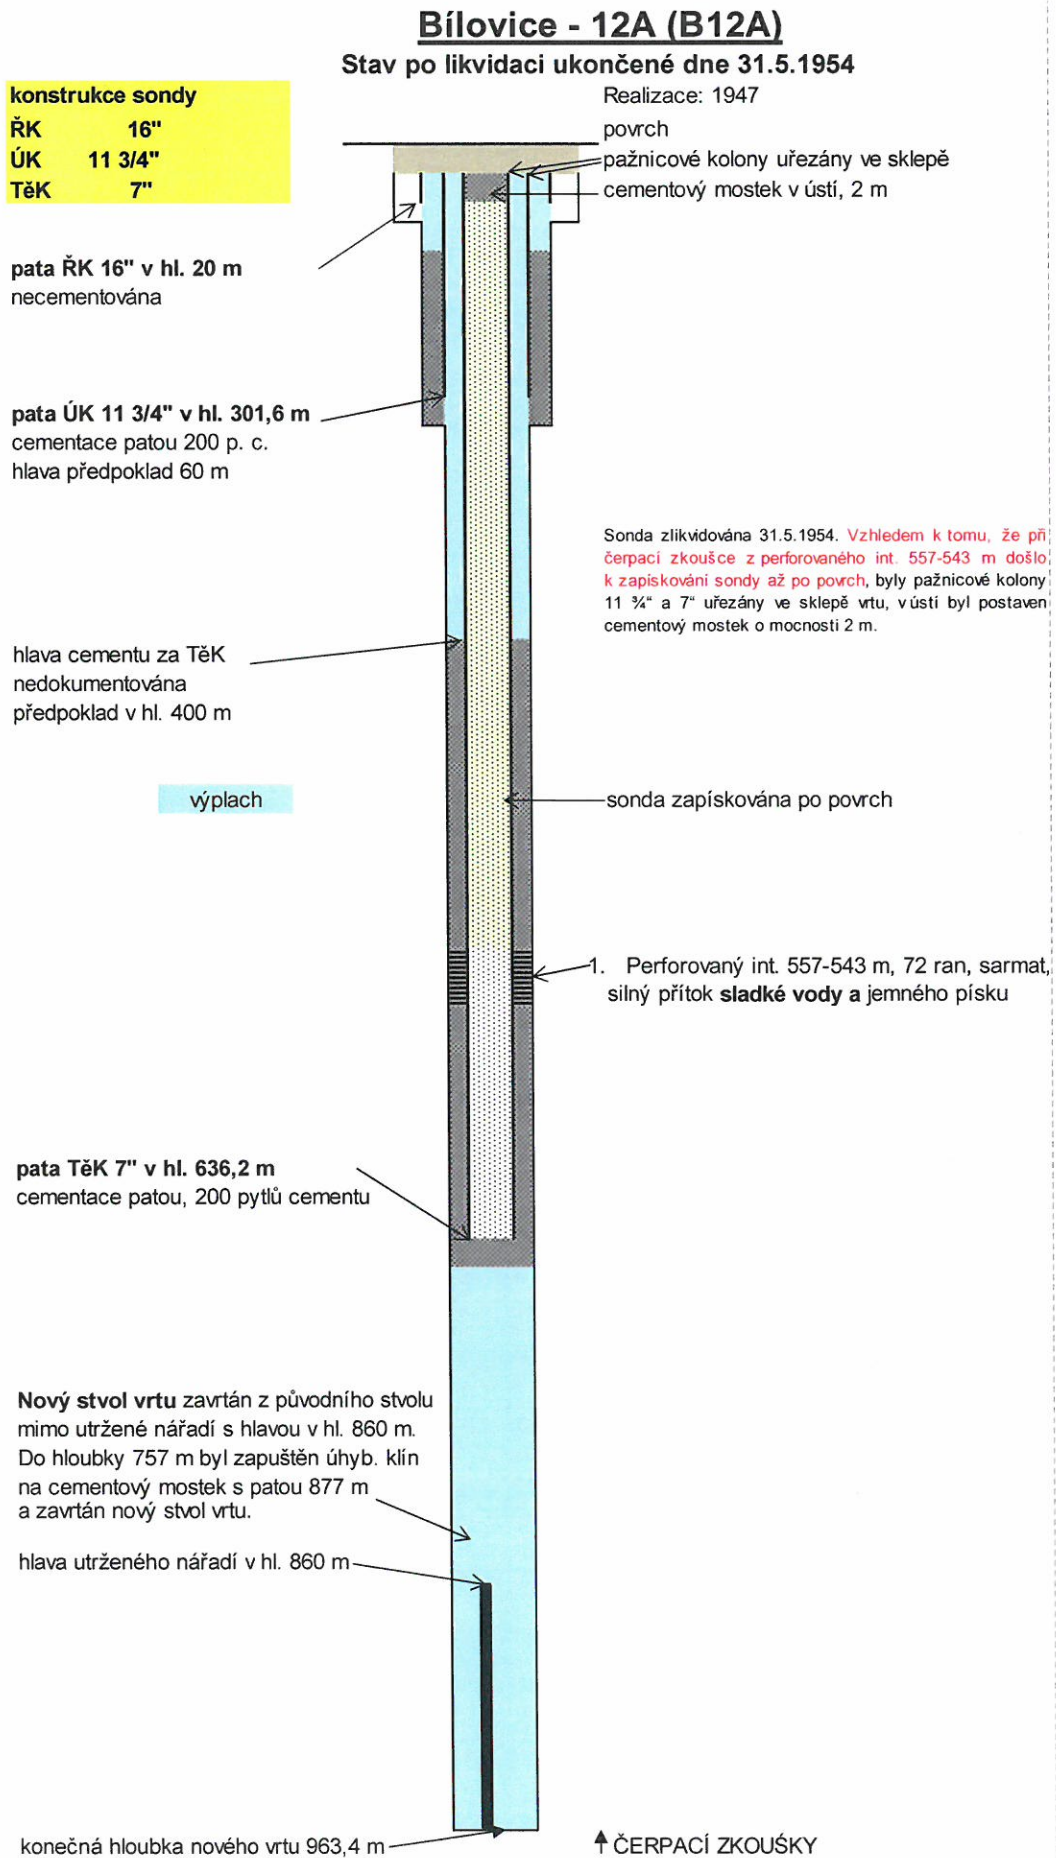 Bílovice - 12A (B12A)
Stav po likvidaci ukončené dne 31.5.1954
konstrukce sondy
ŘK 16"
ÚK 11 3/4"
TěK 7"
Realizace: 1947
povrch
pažnicové kolony uřezány ve sklepě
cementový mostek v ústí, 2 m
pata ŘK 16" v hl. 20 m
necementována
pata ÚK 11 3/4" v hl. 301,6 m
cementace patou 200 p. c.
hlava předpoklad 60 m
Sonda zlikvidována 31.5.1954. Vzhledem k tomu, že při
čerpací zkoušce z perforovaného int. 557-543 m došlo
k zapískování sondy až po povrch, byly pažnicové kolony
11 ¾“ a 7“ uřezány ve sklepě vrtu, v ústí byl postaven
cementový mostek o mocnosti 2 m.
hlava cementu za TěK
nedokumentována
předpoklad v hl. 400 m
výplach
sonda zapískována po povrch
1. Perforovaný int. 557-543 m, 72 ran, sarmat,
silný přítok sladké vody a jemného písku
pata TěK 7" v hl. 636,2 m
cementace patou, 200 pytlů cementu
Nový stvol vrtu zavrtán z původního stvolu
mimo utržené nářadí s hlavou v hl. 860 m.
Do hloubky 757 m byl zapuštěn úhyb. klín
na cementový mostek s patou 877 m
a zavrtán nový stvol vrtu.
hlava utrženého nářadí v hl. 860 m
konečná hloubka nového vrtu 963,4 m
ČERPACÍ ZKOUŠKY